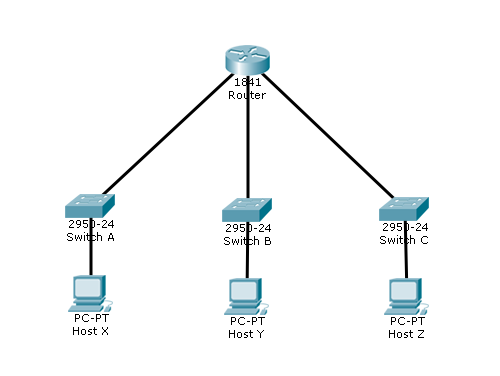 1841
Router
2950-24
Switch A
2950-24
Switch B
2950-24
Switch C
PC-PT
Host X
PC-PT
Host Y
PC-PT
Host Z